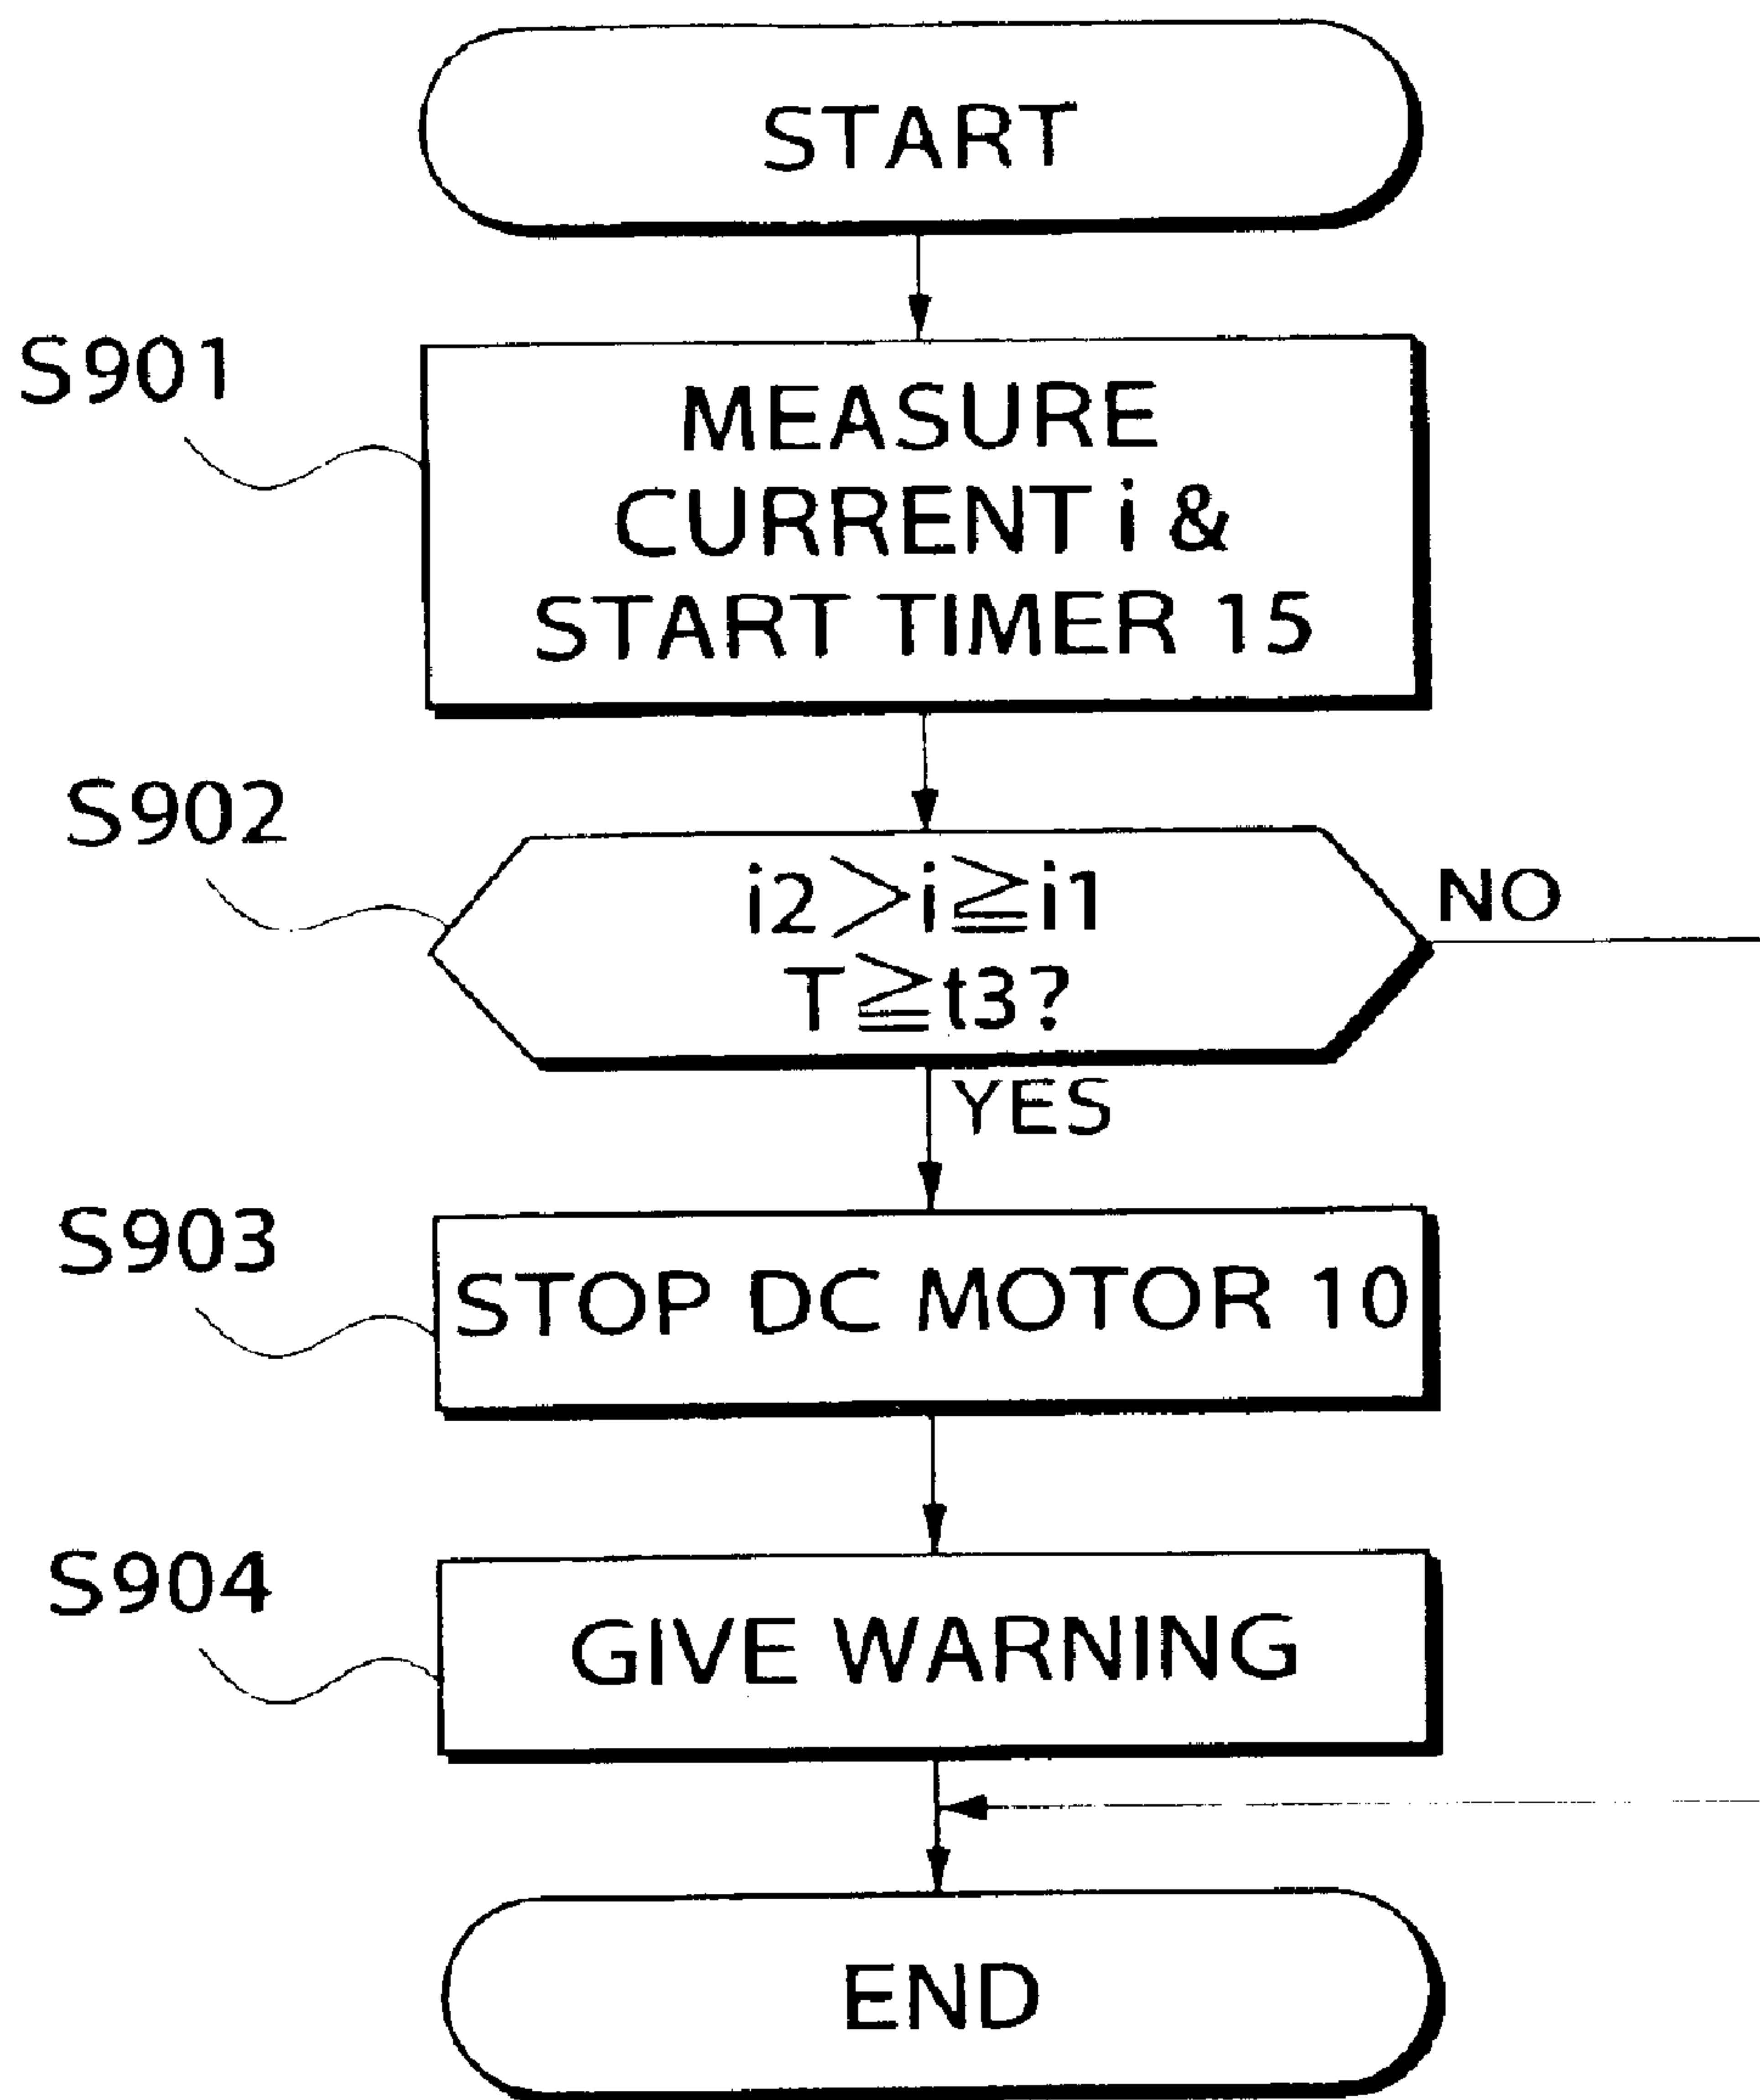 START
S901
MEASURE
CURRENT i &
START TIMER 15
S902
i2>i≧i1
T≧t3?
NO
YES
S903
STOP DC MOTOR 10
S904
GIVE WARNING
END